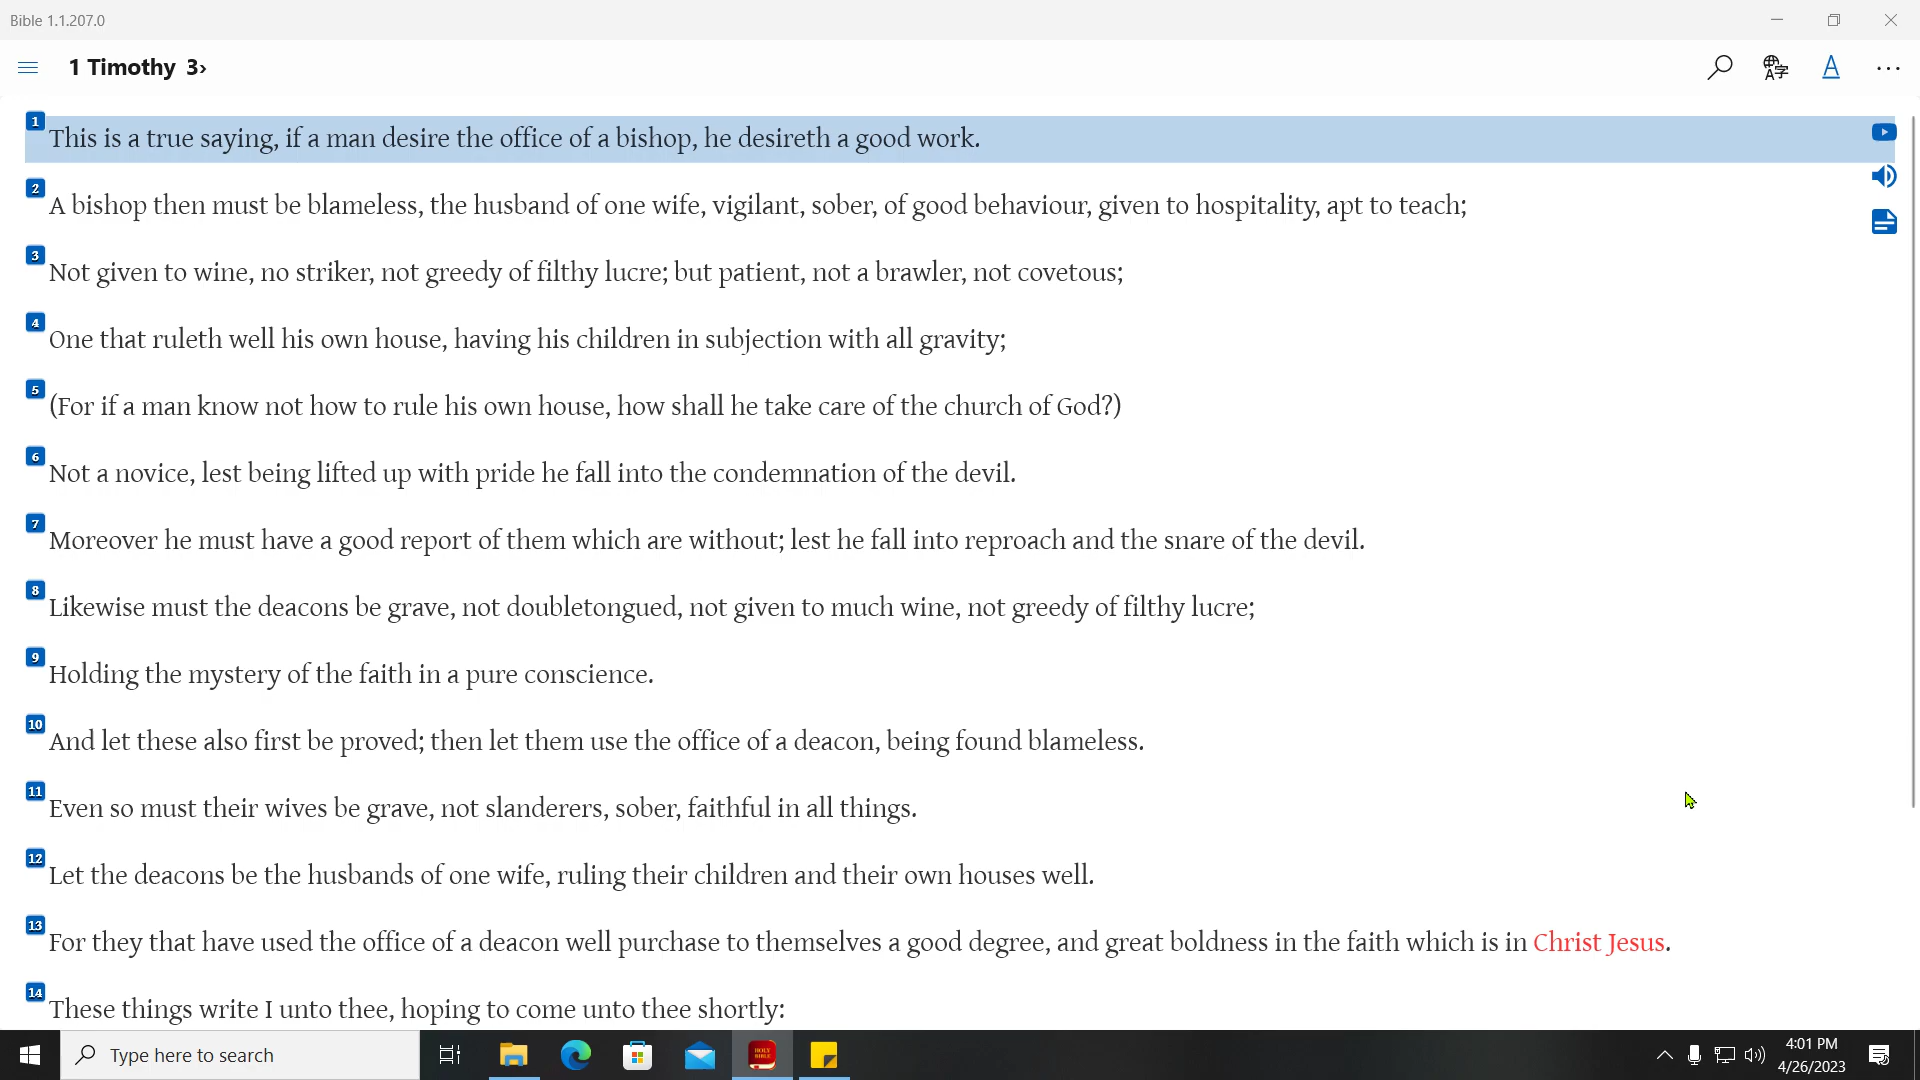 Bible 1.1.207.0
1 Timothy 3›
1 This is a true saying, if a man desire the office of a bishop, he desireth a good work.
2 A bishop then must be blameless, the husband of one wife, vigilant, sober, of good behaviour, given to hospitality, apt to teach;
3 Not given to wine, no striker, not greedy of filthy lucre; but patient, not a brawler, not covetous;
4 One that ruleth well his own house, having his children in subjection with all gravity;
5 (For if a man know not how to rule his own house, how shall he take care of the church of God?)
6 Not a novice, lest being lifted up with pride he fall into the condemnation of the devil.
7 Moreover he must have a good report of them which are without; lest he fall into reproach and the snare of the devil.
8 Likewise must the deacons be grave, not doubletongued, not given to much wine, not greedy of filthy lucre;
9 Holding the mystery of the faith in a pure conscience.
10 And let these also first be proved; then let them use the office of a deacon, being found blameless.
11 Even so must their wives be grave, not slanderers, sober, faithful in all things.
12 Let the deacons be the husbands of one wife, ruling their children and their own houses well.
13 For they that have used the office of a deacon well purchase to themselves a good degree, and great boldness in the faith which is in Christ Jesus.
14 These things write I unto thee, hoping to come unto thee shortly:
Type here to search
HOLY BIBLE
4:01 PM
4/26/2023